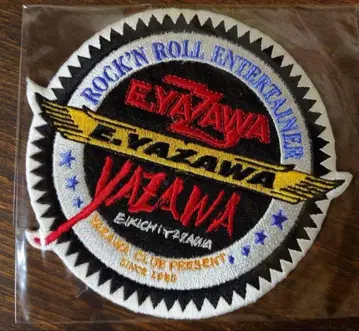 ROCK'N ROLL ENTERTAINER
E.YAZAWA
E.YAZAWA
YAZAWA
EIKICHI YAZAWA
YAZAWA CLUB PRESENT
SINCE 1980